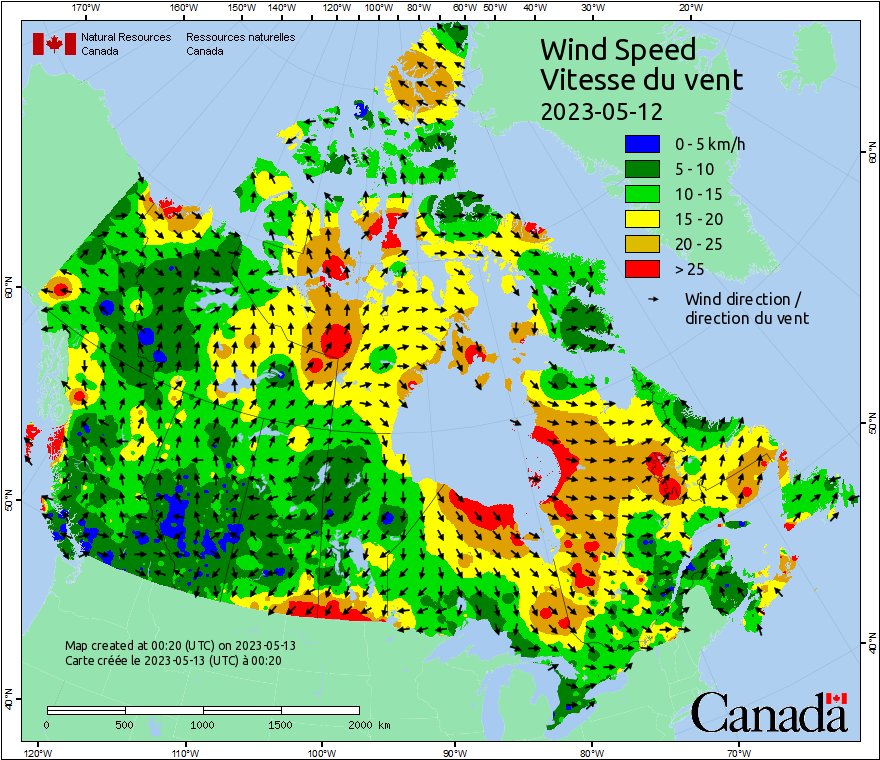 170°W 160°W 150°W 140°W 120°W 100°W 80°W 60°W 50°W 40°W 30°W 20°W
Natural Resources Canada
Ressources naturelles Canada
Wind Speed
Vitesse du vent
2023-05-12
0 - 5 km/h
5 - 10
10 - 15
15 - 20
20 - 25
> 25
Wind direction /
direction du vent
60°N
60°N
50°N
50°N
40°N
40°N
Map created at 00:20 (UTC) on 2023-05-13
Carte créée le 2023-05-13 (UTC) à 00:20
0 500 1000 1500 2000 km
Canada
120°W 110°W 100°W 90°W 80°W 70°W